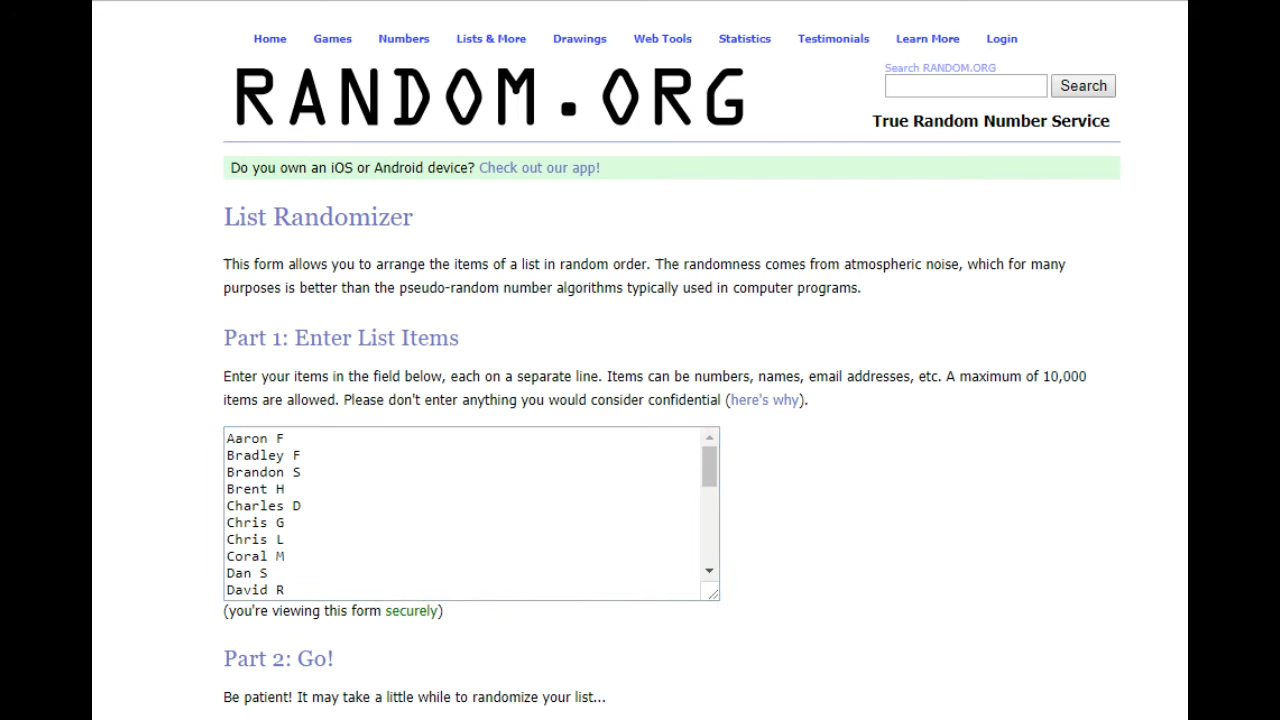 Home Games Numbers Lists & More Drawings Web Tools Statistics Testimonials Learn More Login
RANDOM.ORG
Search RANDOM.ORG
Search
True Random Number Service
Do you own an iOS or Android device? Check out our app!
List Randomizer
This form allows you to arrange the items of a list in random order. The randomness comes from atmospheric noise, which for many
purposes is better than the pseudo-random number algorithms typically used in computer programs.
Part 1: Enter List Items
Enter your items in the field below, each on a separate line. Items can be numbers, names, email addresses, etc. A maximum of 10,000
items are allowed. Please don't enter anything you would consider confidential (here's why).
Aaron F
Bradley F
Brandon S
Brent H
Charles D
Chris G
Chris L
Coral M
Dan S
David R
(you're viewing this form securely)
Part 2: Go!
Be patient! It may take a little while to randomize your list...